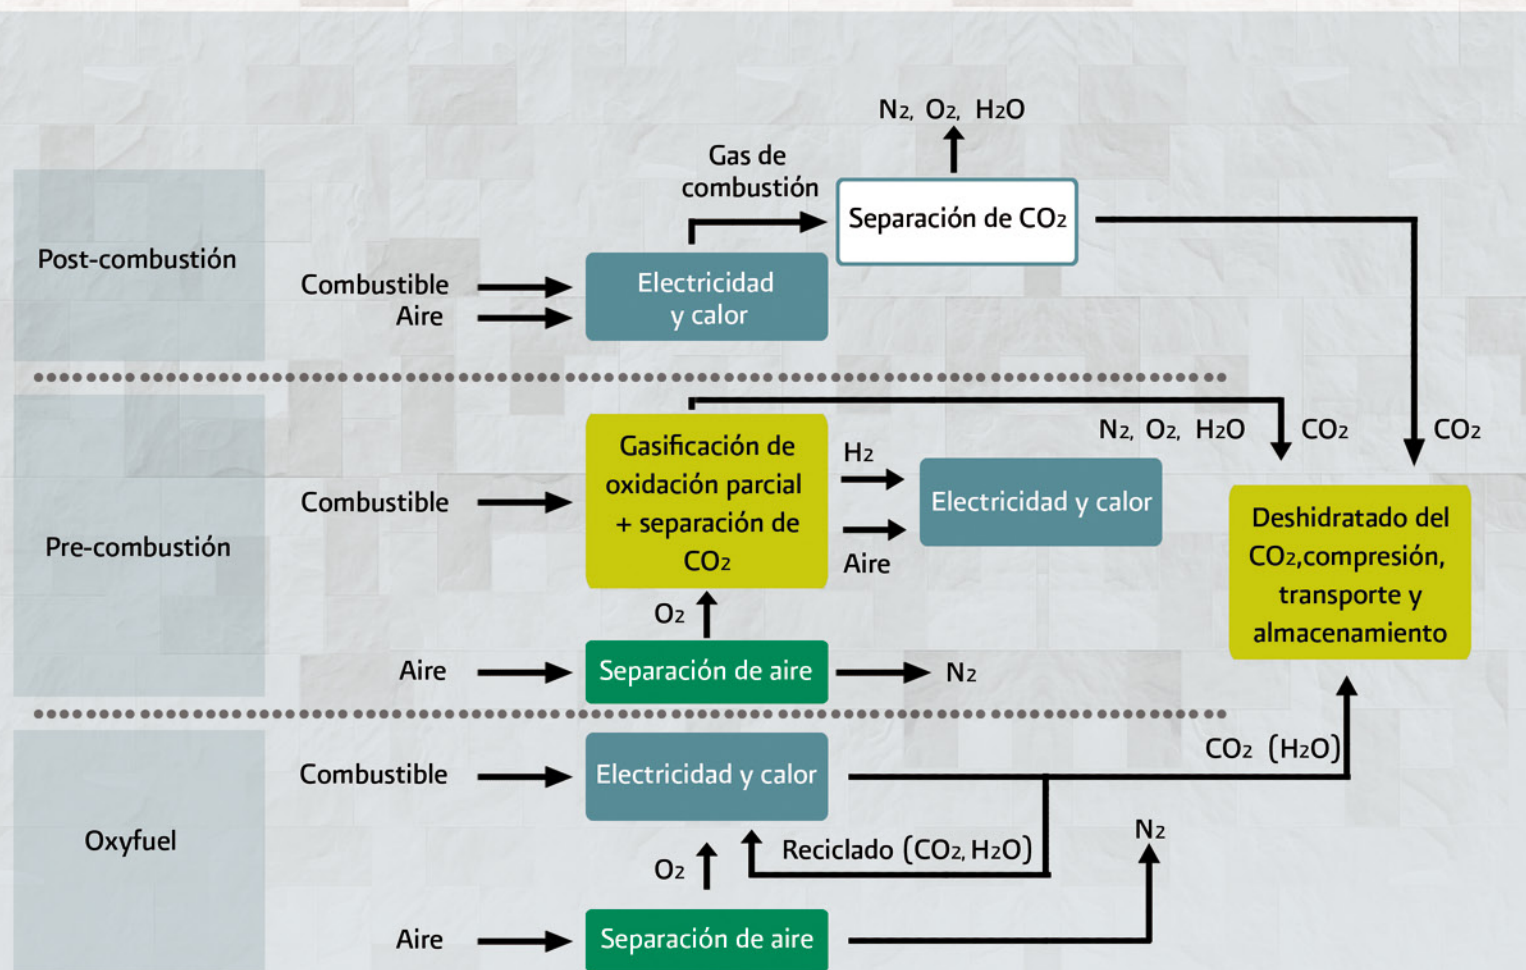 N2, O2, H2O
Gas de
combustión
Separación de CO2
Post-combustión
Combustible
Aire
Electricidad
y calor
N2, O2, H2O
CO2
CO2
Pre-combustión
Combustible
Gasificación de
oxidación parcial
+ separación de
CO2
H2
Aire
Electricidad y calor
Deshidratado del
CO2,compresión,
transporte y
almacenamiento
O2
Aire
Separación de aire
N2
Oxyfuel
Combustible
Electricidad y calor
CO2 (H2O)
Reciclado (CO2, H2O)
N2
O2
Aire
Separación de aire